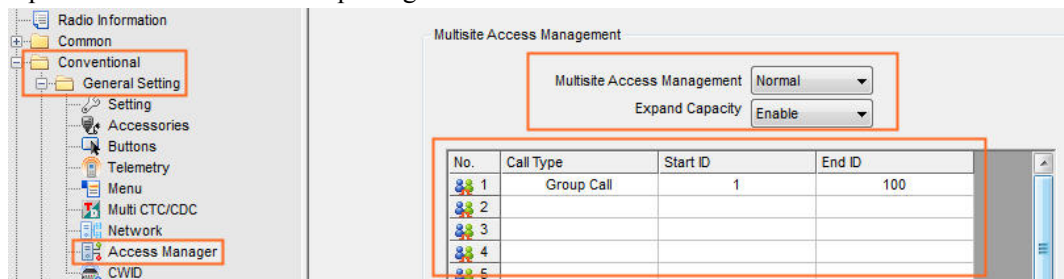 Radio Information
Common
Conventional
General Setting
Setting
Accessories
Buttons
Telemetry
Menu
Multi CTC/CDC
Network
Access Manager
CWID
Multisite Access Management
Multisite Access Management Normal
Expand Capacity Enable
No. Call Type Start ID End ID
1 Group Call 1 100
2
3
4
5